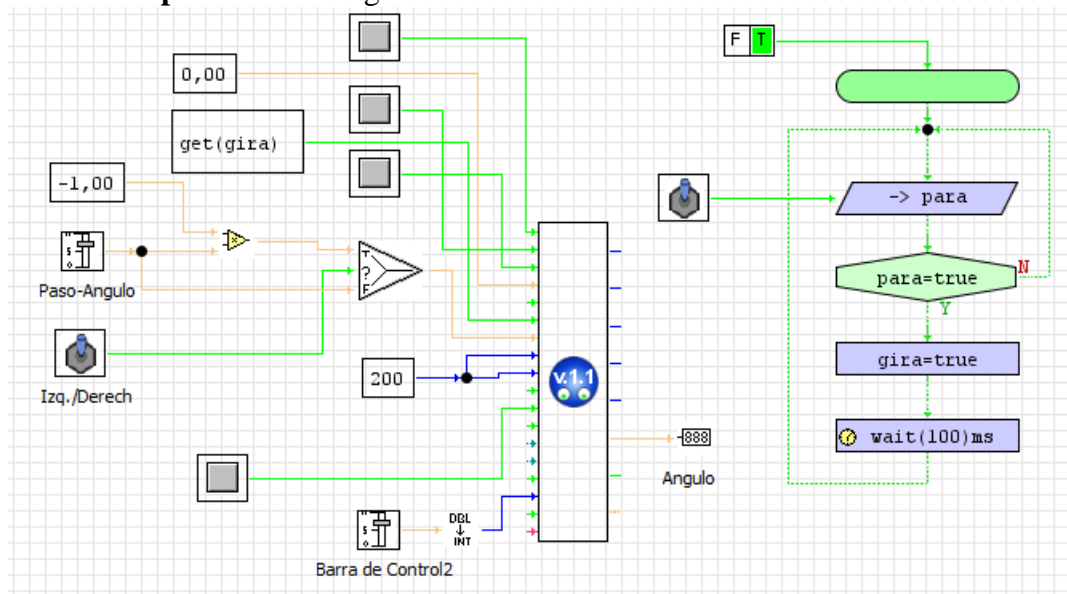 F T
0,00
get(gira)
-1,00
-> para
T
?
F
Paso-Angulo
para=true
N
Y
Izq./Derech
200
v.1.1
gira=true
wait(100)ms
-888
Angulo
DBL
INT
Barra de Control2